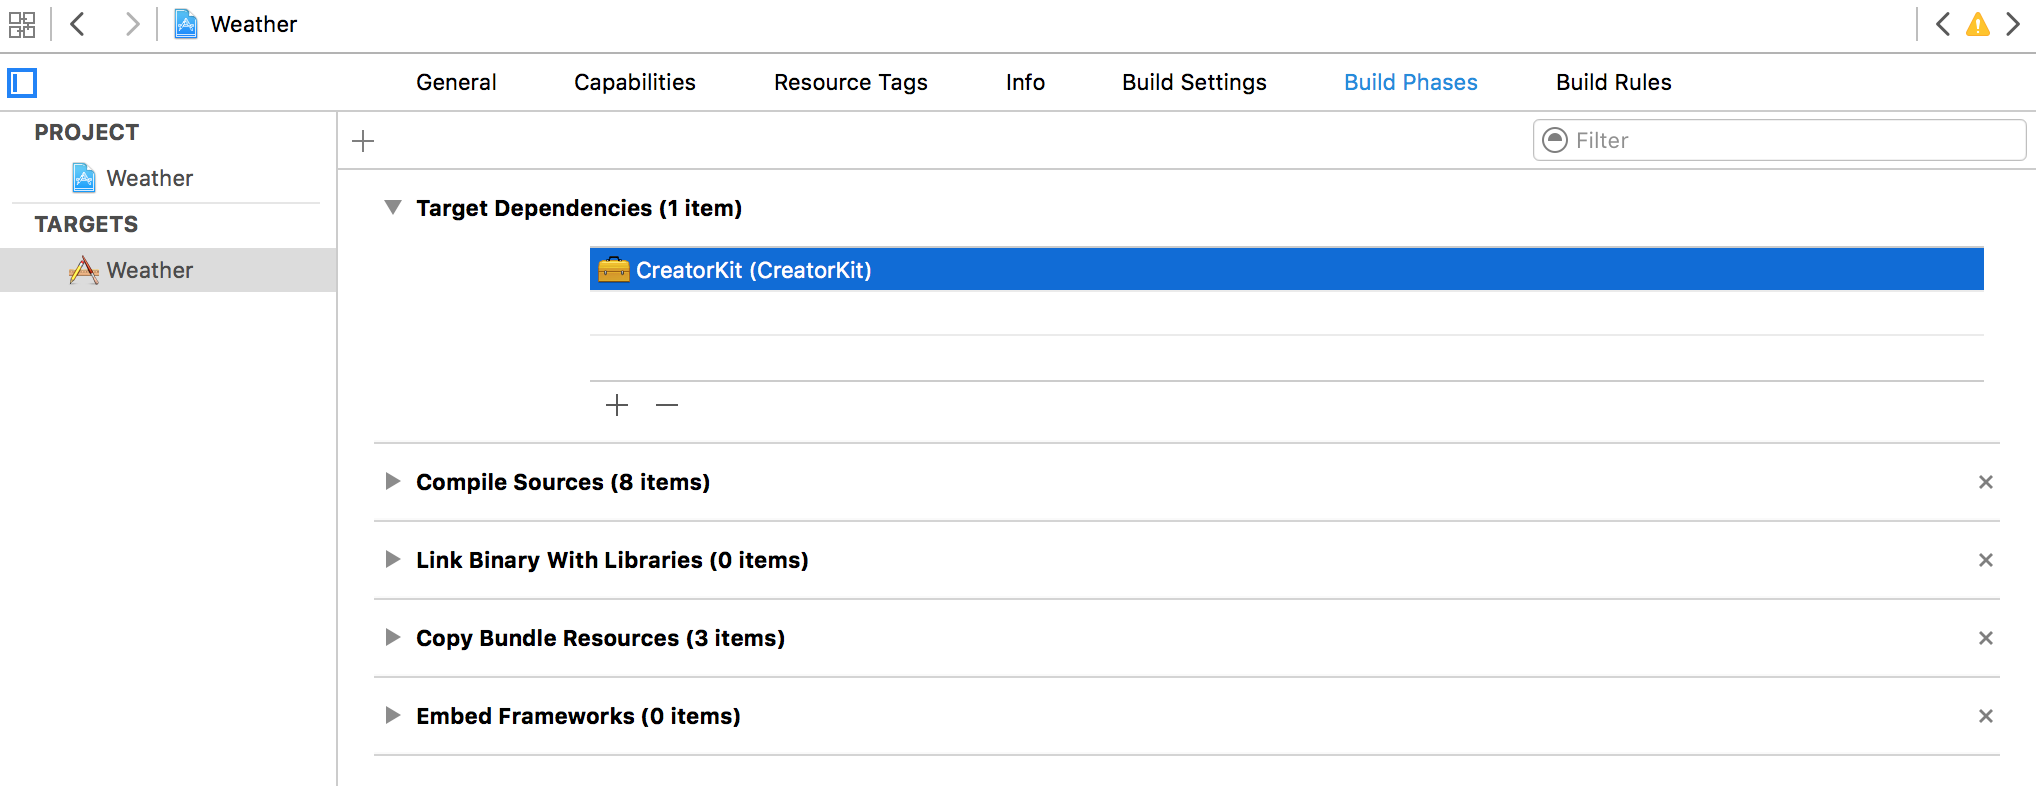 Weather
General Capabilities Resource Tags Info Build Settings Build Phases Build Rules
PROJECT
Filter
Weather
Target Dependencies (1 item)
TARGETS
Weather
CreatorKit (CreatorKit)
Compile Sources (8 items)
Link Binary With Libraries (0 items)
Copy Bundle Resources (3 items)
Embed Frameworks (0 items)